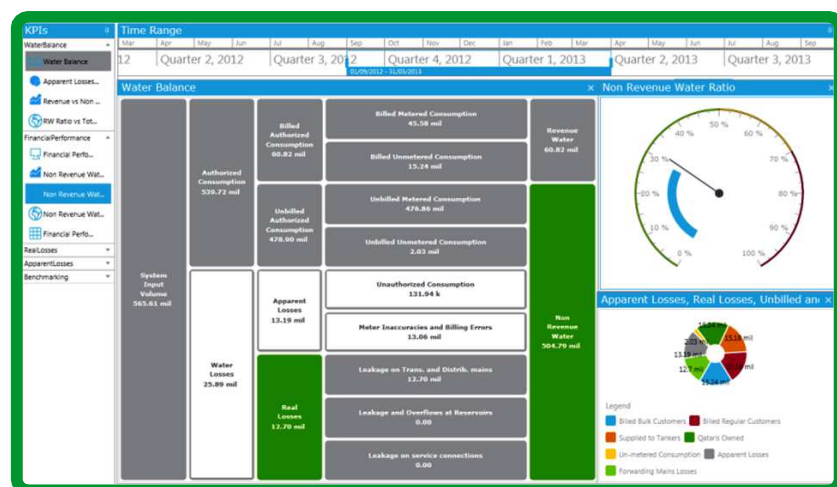 KPIs
WaterBalance
Water Balance
Apparent Losses...
Revenue vs Non ...
RW Ratio vs Tot...
FinancialPerformance
Financial Perfo...
Non Revenue Wat...
Non Revenue Wat...
Non Revenue Wat...
Financial Perfo...
RealLosses
ApparentLosses
Benchmarking
Time Range
Mar Apr May Jun Jul Aug Sep Oct Nov Dec Jan Feb Mar Apr May Jun Jul Aug Sep
12 Quarter 2, 2012 Quarter 3, 2012 Quarter 4, 2012 Quarter 1, 2013 Quarter 2, 2013 Quarter 3, 2013
01/09/2012 - 31/03/2013
Water Balance
System
Input
Volume
565.61 mil
Authorized
Consumption
539.72 mil
Water
Losses
25.89 mil
Billed
Authorized
Consumption
60.82 mil
Unbilled
Authorized
Consumption
478.90 mil
Apparent
Losses
13.19 mil
Real
Losses
12.70 mil
Billed Metered Consumption
45.58 mil
Billed Unmetered Consumption
15.24 mil
Unbilled Metered Consumption
476.86 mil
Unbilled Unmetered Consumption
2.03 mil
Unauthorized Consumption
131.94 k
Meter Inaccuracies and Billing Errors
13.06 mil
Leakage on Trans. and Distrib. mains
12.70 mil
Leakage and Overflows at Reservoirs
0.00
Leakage on service connections
0.00
Revenue
Water
60.82 mil
Non
Revenue
Water
504.79 mil
Non Revenue Water Ratio
0 %
10 %
20 %
30 %
40 %
50 %
60 %
70 %
80 %
90 %
100 %
Apparent Losses, Real Losses, Unbilled an
15.18 mil
15.24 mil
12.7 mil
13.19 mil
2.03 mil
Legend
Billed Bulk Customers Billed Regular Customers
Supplied to Tankers Qataris Owned
Un-metered Consumption Apparent Losses
Forwarding Mains Losses